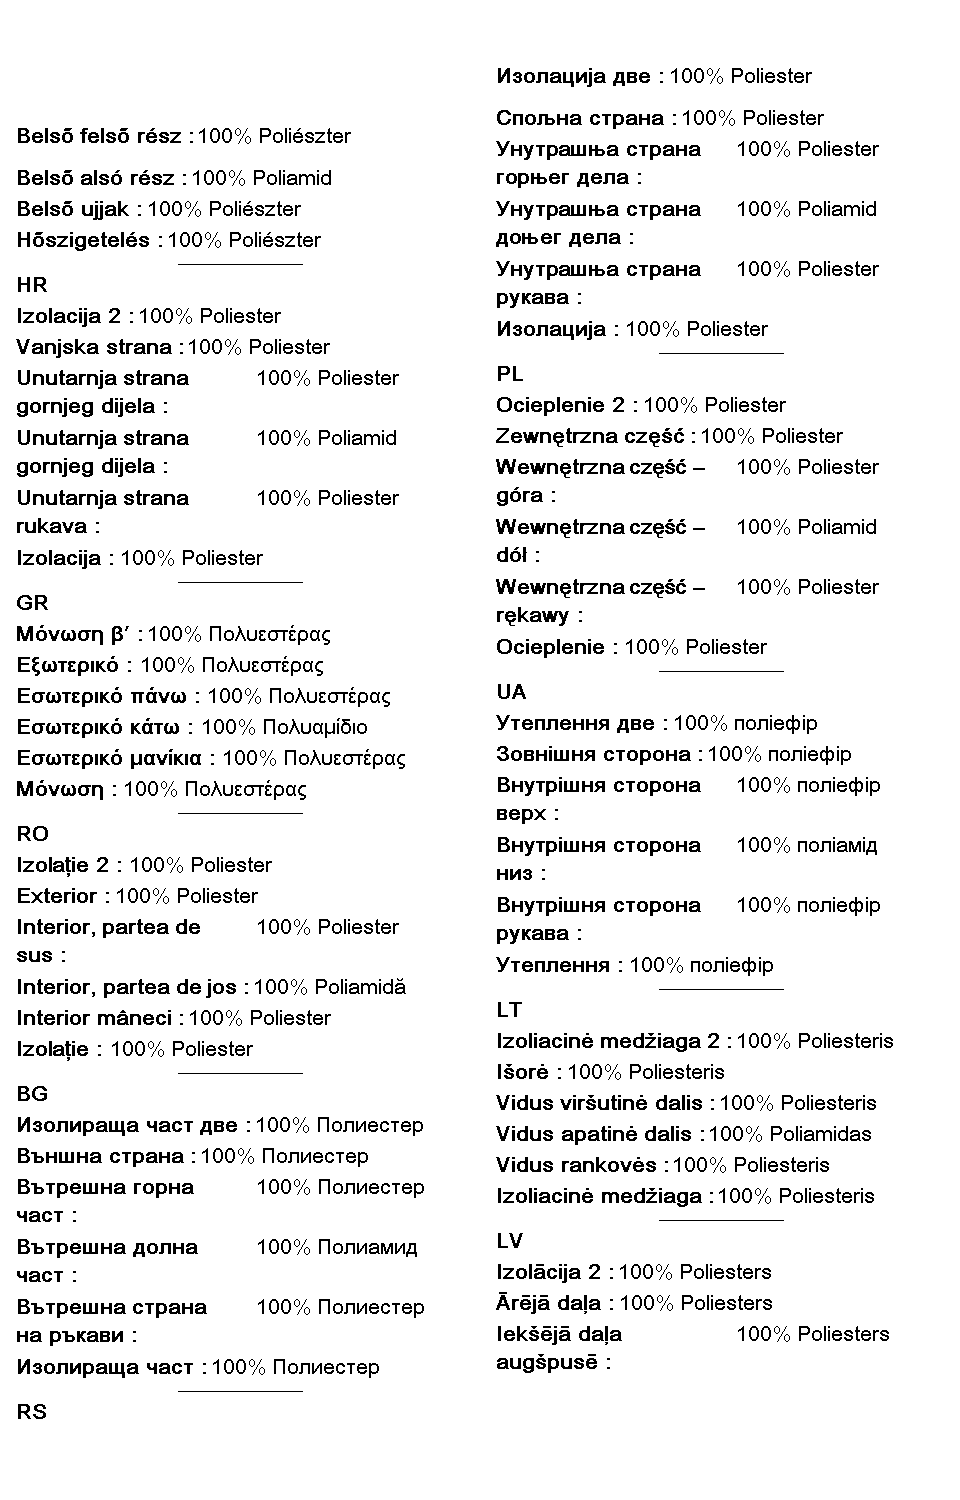 Belsõ felsõ rész : 100% Poliészter
Belsõ alsó rész : 100% Poliamid
Belsõ ujjak : 100% Poliészter
Hõszigetelés : 100% Poliészter
HR
Izolacija 2 : 100% Poliester
Vanjska strana : 100% Poliester
Unutarnja strana 100% Poliester
gornjeg dijela :
Unutarnja strana 100% Poliamid
gornjeg dijela :
Unutarnja strana 100% Poliester
rukava :
Izolacija : 100% Poliester
GR
Μόνωση β΄ : 100% Πολυεστέρας
Εξωτερικό : 100% Πολυεστέρας
Εσωτερικό πάνω : 100% Πολυεστέρας
Εσωτερικό κάτω : 100% Πολυαμίδιο
Εσωτερικό μανίκια : 100% Πολυεστέρας
Μόνωση : 100% Πολυεστέρας
RO
Izolaţie 2 : 100% Poliester
Exterior : 100% Poliester
Interior, partea de 100% Poliester
sus :
Interior, partea de jos : 100% Poliamidă
Interior mâneci : 100% Poliester
Izolaţie : 100% Poliester
BG
Изолираща част две : 100% Полиестер
Външна страна : 100% Полиестер
Вътрешна горна 100% Полиестер
част :
Вътрешна долна 100% Полиамид
част :
Вътрешна страна 100% Полиестер
на ръкави :
Изолираща част : 100% Полиестер
RS
Изолација две : 100% Poliester
Спољна страна : 100% Poliester
Унутрашња страна 100% Poliester
горњег дела :
Унутрашња страна 100% Poliamid
доњег дела :
Унутрашња страна 100% Poliester
рукава :
Изолација : 100% Poliester
PL
Ocieplenie 2 : 100% Poliester
Zewnętrzna część : 100% Poliester
Wewnętrzna część – 100% Poliester
góra :
Wewnętrzna część – 100% Poliamid
dół :
Wewnętrzna część – 100% Poliester
rękawy :
Ocieplenie : 100% Poliester
UA
Утеплення две : 100% поліефір
Зовнішня сторона : 100% поліефір
Внутрішня сторона 100% поліефір
верх :
Внутрішня сторона 100% поліамід
низ :
Внутрішня сторона 100% поліефір
рукава :
Утеплення : 100% поліефір
LT
Izoliacinė medžiaga 2 : 100% Poliesteris
Išorė : 100% Poliesteris
Vidus viršutinė dalis : 100% Poliesteris
Vidus apatinė dalis : 100% Poliamidas
Vidus rankovės : 100% Poliesteris
Izoliacinė medžiaga : 100% Poliesteris
LV
Izolācija 2 : 100% Poliesters
Ārējā daļa : 100% Poliesters
Iekšējā daļa 100% Poliesters
augšpusē :